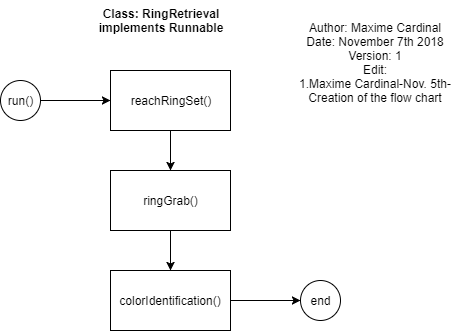 Class: RingRetrieval
implements Runnable
Author: Maxime Cardinal
Date: November 7th 2018
Version: 1
Edit:
1.Maxime Cardinal-Nov. 5th-
Creation of the flow chart
run()
reachRingSet()
ringGrab()
colorIdentification()
end